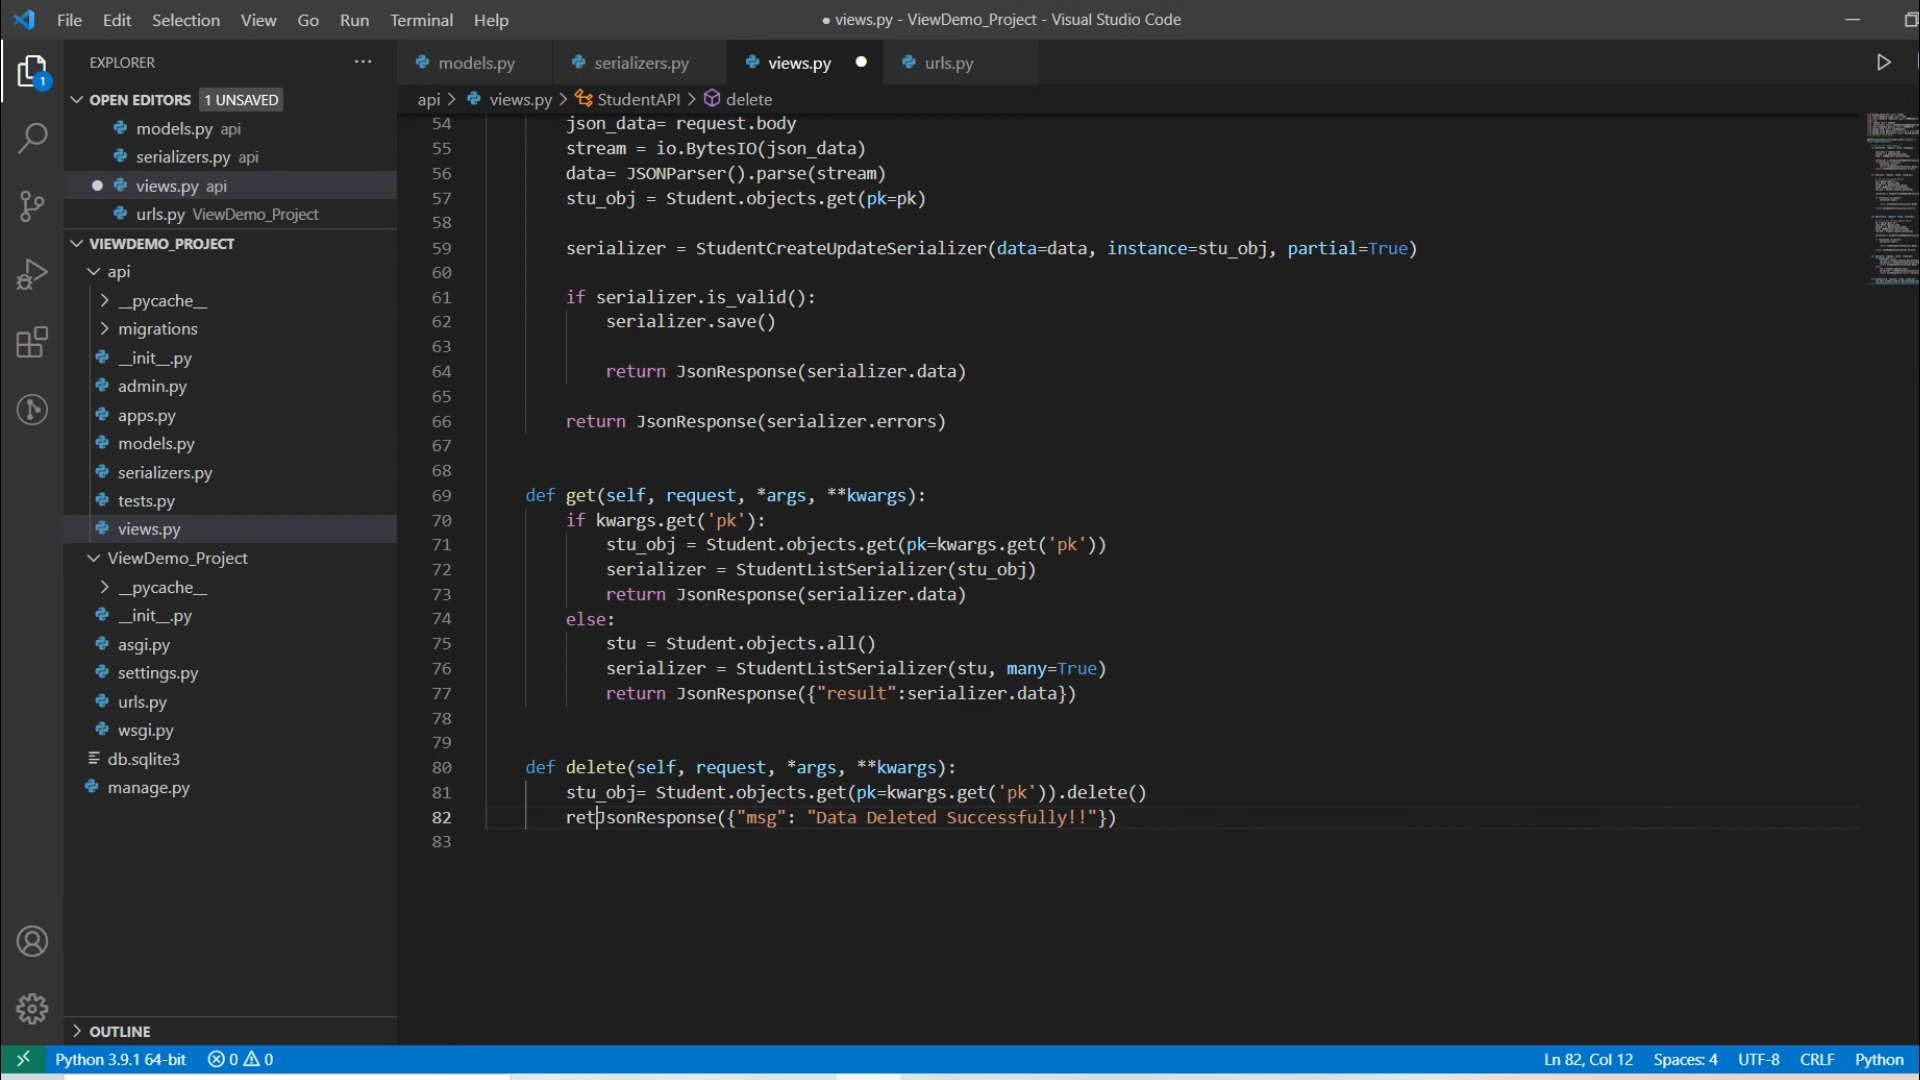 File Edit Selection View Go Run Terminal Help
● views.py - ViewDemo_Project - Visual Studio Code
EXPLORER ···
1
OPEN EDITORS 1 UNSAVED
models.py api
serializers.py api
views.py api
urls.py ViewDemo_Project
VIEWDEMO_PROJECT
api
__pycache__
migrations
__init__.py
admin.py
apps.py
models.py
serializers.py
tests.py
views.py
ViewDemo_Project
__pycache__
__init__.py
asgi.py
settings.py
urls.py
wsgi.py
db.sqlite3
manage.py
OUTLINE
models.py serializers.py views.py urls.py
api > views.py > StudentAPI > delete
54 json_data= request.body
55 stream = io.BytesIO(json_data)
56 data= JSONParser().parse(stream)
57 stu_obj = Student.objects.get(pk=pk)
58
59 serializer = StudentCreateUpdateSerializer(data=data, instance=stu_obj, partial=True)
60
61 if serializer.is_valid():
62 serializer.save()
63
64 return JsonResponse(serializer.data)
65
66 return JsonResponse(serializer.errors)
67
68
69 def get(self, request, *args, **kwargs):
70 if kwargs.get('pk'):
71 stu_obj = Student.objects.get(pk=kwargs.get('pk'))
72 serializer = StudentListSerializer(stu_obj)
73 return JsonResponse(serializer.data)
74 else:
75 stu = Student.objects.all()
76 serializer = StudentListSerializer(stu, many=True)
77 return JsonResponse({"result":serializer.data})
78
79
80 def delete(self, request, *args, **kwargs):
81 stu_obj= Student.objects.get(pk=kwargs.get('pk')).delete()
82 retJsonResponse({"msg": "Data Deleted Successfully!!"})
83
Python 3.9.1 64-bit 0 0 Ln 82, Col 12 Spaces: 4 UTF-8 CRLF Python